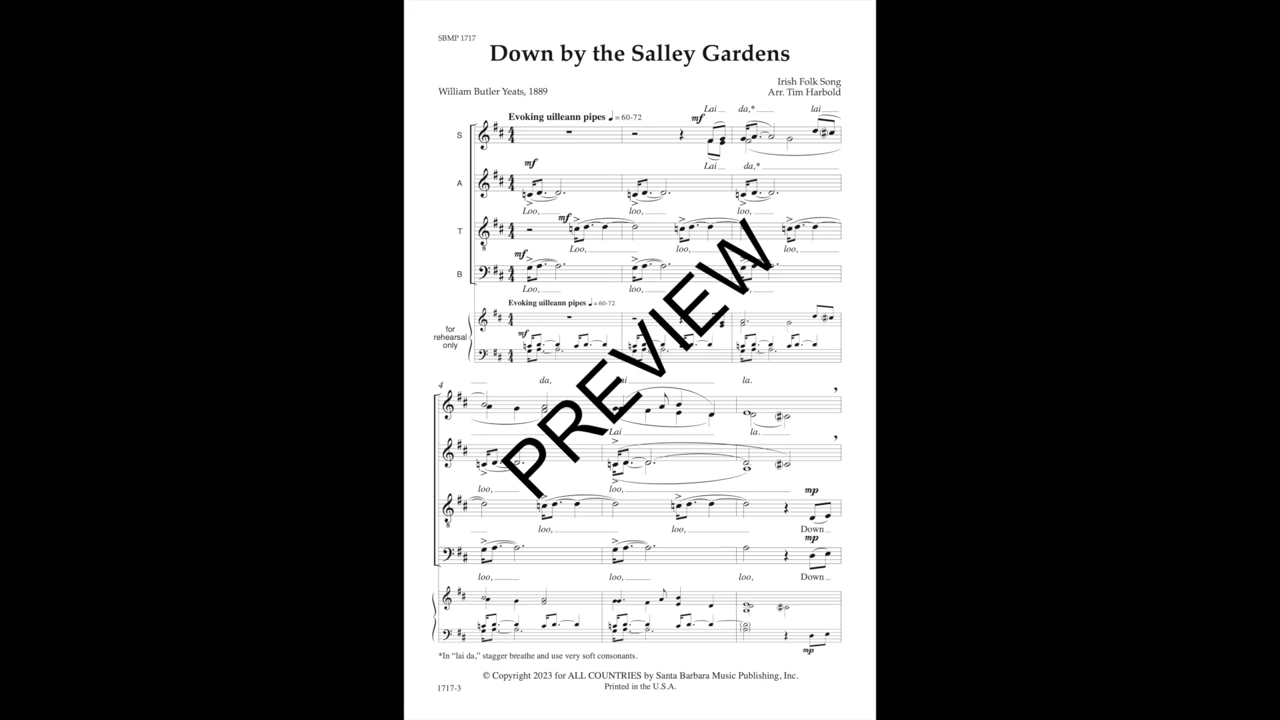 SBMP 1717
Down by the Salley Gardens
Irish Folk Song
William Butler Yeats, 1889
Arr. Tim Harbold
Lai da,* lai
Evoking uilleann pipes ♩ = 60-72
mf
S
mf
Lai da,*
A
Loo, loo, loo,
mf
T
Loo, loo, loo,
mf
B
Loo, loo, la,
Evoking uilleann pipes ♩ = 60-72
for
rehearsal
only
mf
PREVIEW
4
da, la.
Lai la.
loo, loo,
mp
loo, loo, Down
mp
loo, loo, loo, Down
mp
*In “lai da,” stagger breathe and use very soft consonants.
© Copyright 2023 for ALL COUNTRIES by Santa Barbara Music Publishing, Inc.
1717-3
Printed in the U.S.A.